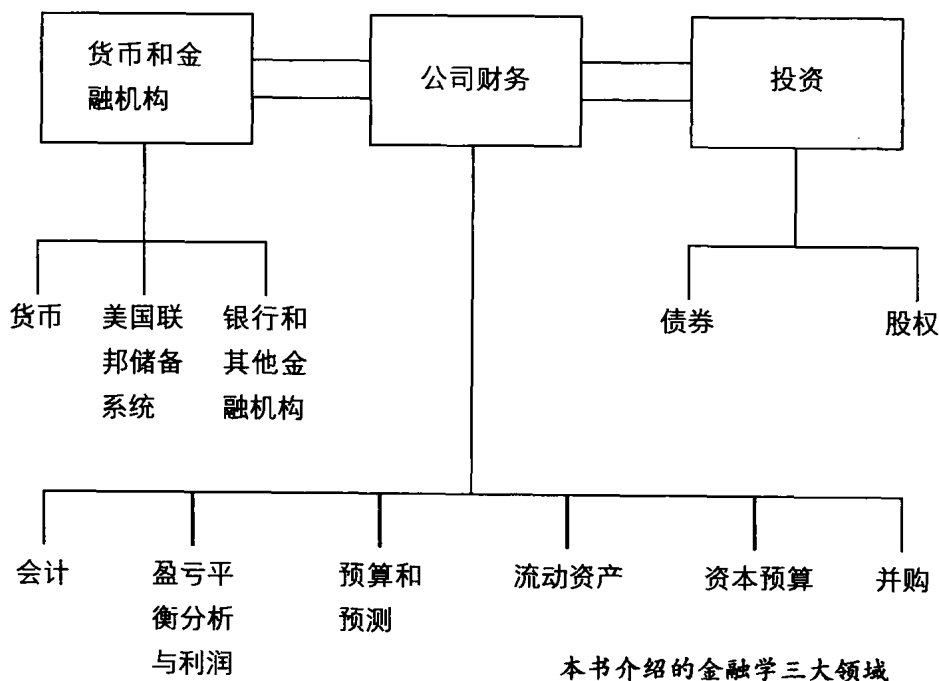 货币和金
融机构
公司财务
投资
货币
美国联
邦储备
系统
银行和
其他金
融机构
债券
股权
会计
盈亏平
衡分析
与利润
预算和
预测
流动资产
资本预算
并购
本书介绍的金融学三大领域